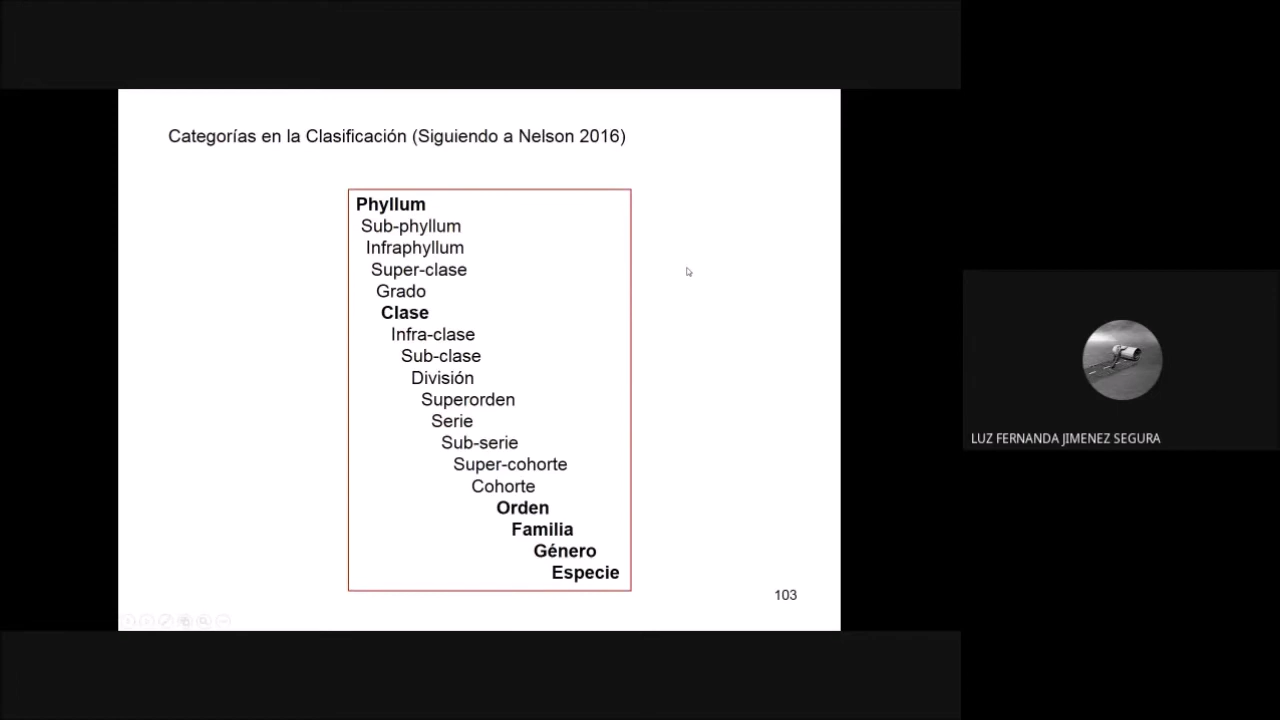 Categorías en la Clasificación (Siguiendo a Nelson 2016)
Phyllum
Sub-phyllum
Infraphyllum
Super-clase
Grado
Clase
Infra-clase
Sub-clase
División
Superorden
Serie
Sub-serie
Super-cohorte
Cohorte
Orden
Familia
Género
Especie
103
LUZ FERNANDA JIMENEZ SEGURA